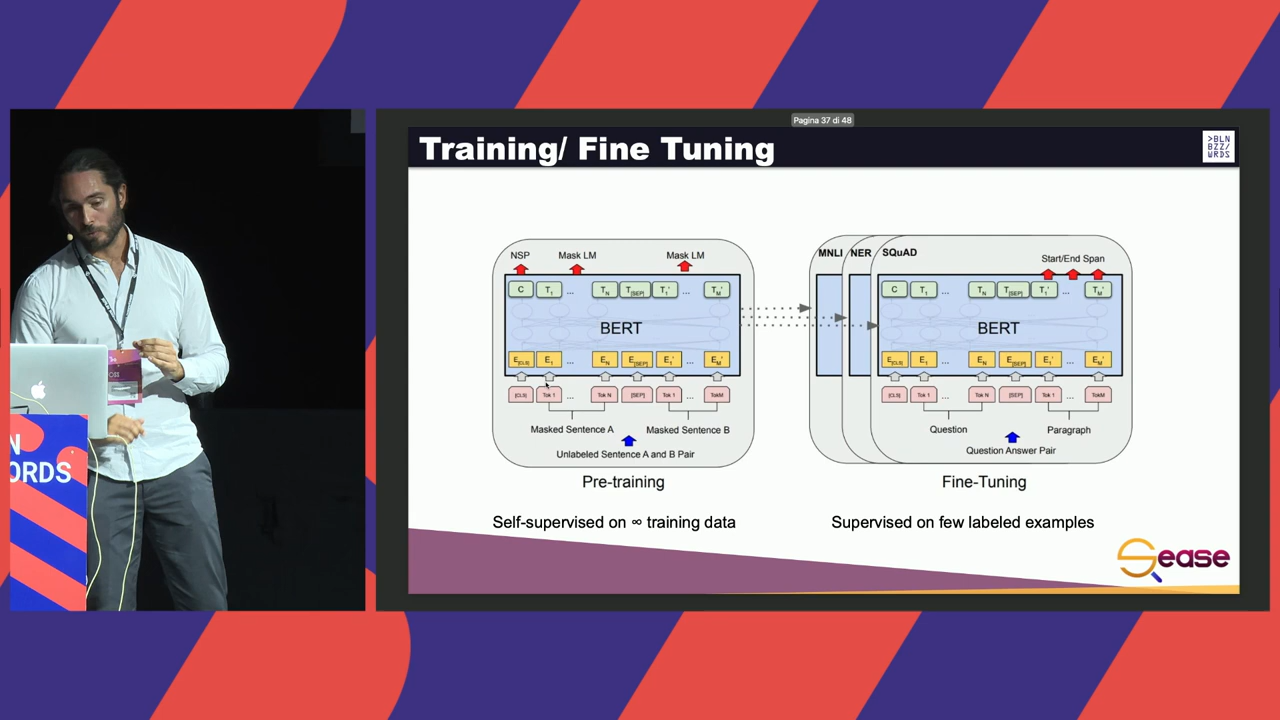 Pagina 37 di 48
Training/ Fine Tuning
>BLN
BZZ/
WRDS
NSP
Mask LM
Mask LM
C
T1
...
TN
T[SEP]
T1'
...
TM'
BERT
E[CLS]
E1
...
EN
E[SEP]
E1'
...
EM'
[CLS]
Tok 1
...
Tok N
[SEP]
Tok 1
...
TokM
Masked Sentence A
Masked Sentence B
Unlabeled Sentence A and B Pair
Pre-training
Self-supervised on ∞ training data
MNLI
NER
SQuAD
Start/End Span
C
T1
...
TN
T[SEP]
T1'
...
TM'
BERT
E[CLS]
E1
...
EN
E[SEP]
E1'
...
EM'
[CLS]
Tok 1
...
Tok N
[SEP]
Tok 1
...
TokM
Question
Paragraph
Question Answer Pair
Fine-Tuning
Supervised on few labeled examples
Sease
N
ORDS